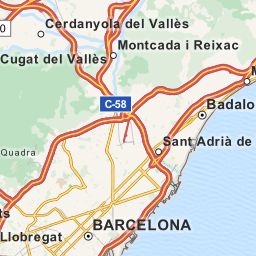 0
Cerdanyola del Vallès
Montcada i Reixac
Cugat del Vallès
M
C-58
Badalo
Quadra
Sant Adrià de
ts
BARCELONA
Llobregat